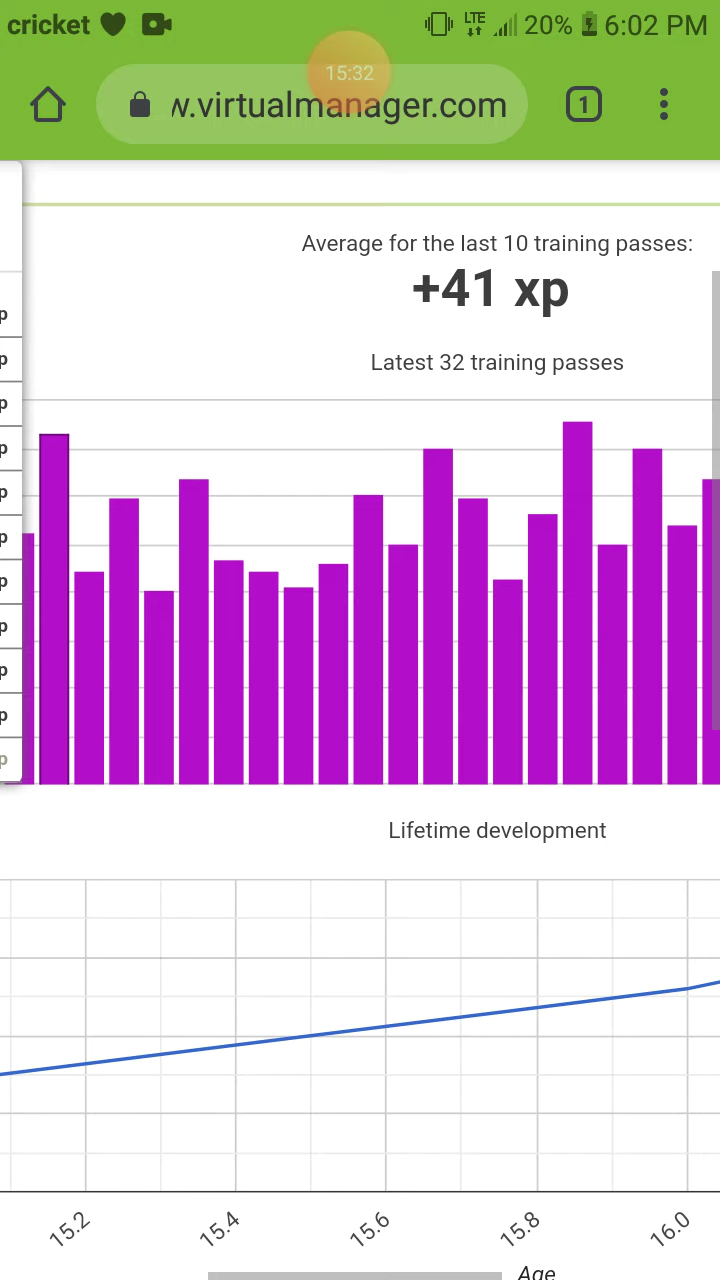 cricket LTE 20% 6:02 PM
15:32
w.virtualmanager.com 1
Average for the last 10 training passes:
+41 xp
Latest 32 training passes
p
p
p
p
p
p
p
p
p
p
p
Lifetime development
15.2 15.4 15.6 15.8 16.0
Age